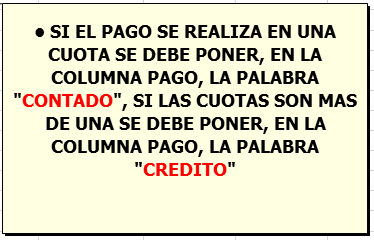 ● SI EL PAGO SE REALIZA EN UNA
CUOTA SE DEBE PONER, EN LA
COLUMNA PAGO, LA PALABRA
"CONTADO", SI LAS CUOTAS SON MAS
DE UNA SE DEBE PONER, EN LA
COLUMNA PAGO, LA PALABRA
"CREDITO"